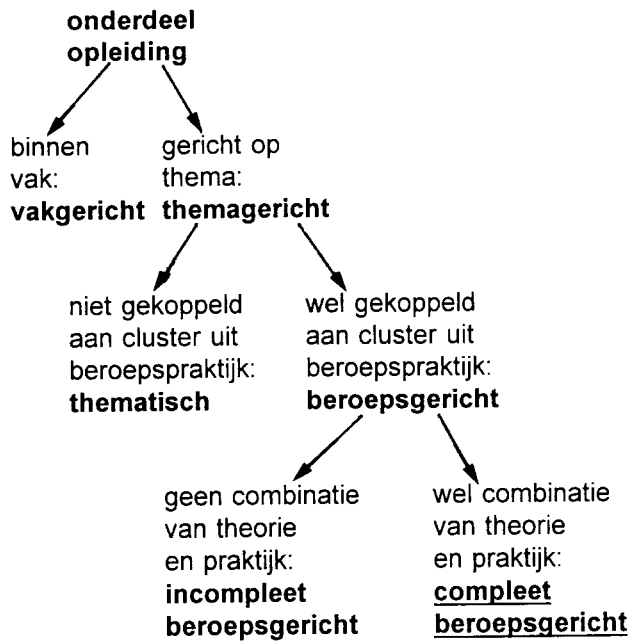 onderdeel
opleiding
binnen
vak:
vakgericht
gericht op
thema:
themagericht
niet gekoppeld
aan cluster uit
beroepspraktijk:
thematisch
wel gekoppeld
aan cluster uit
beroepspraktijk:
beroepsgericht
geen combinatie
van theorie
en praktijk:
incompleet
beroepsgericht
wel combinatie
van theorie
en praktijk:
compleet
beroepsgericht